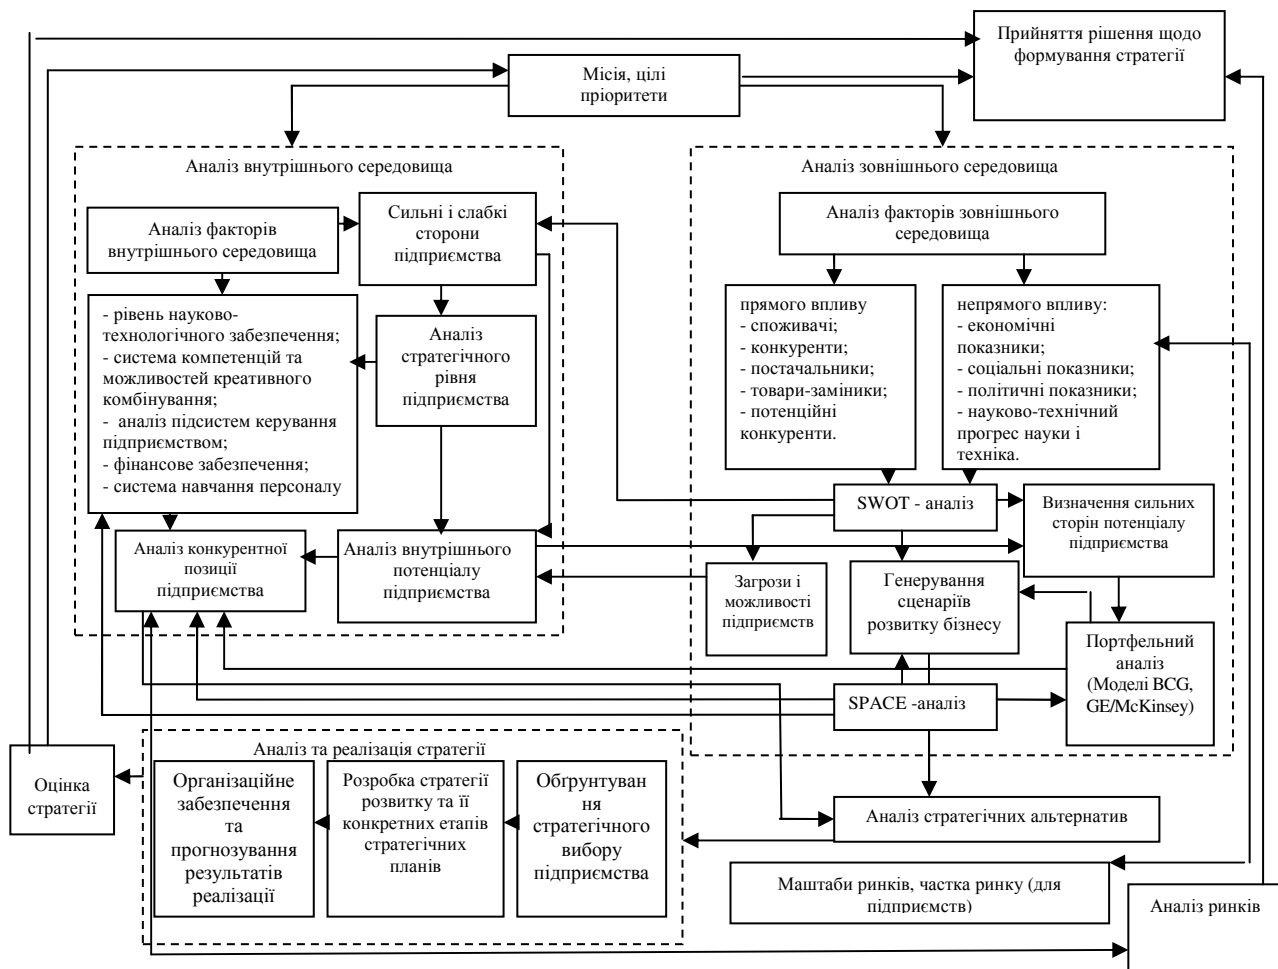 Прийняття рішення щодо
формування стратегії
Місія, цілі
пріоритети
Аналіз внутрішнього середовища
Аналіз факторів
внутрішнього середовища
Сильні і слабкі
сторони
підприємства
- рівень науково-
технологічного забезпечення;
- система компетенцій та
можливостей креативного
комбінування;
- аналіз підсистем керування
підприємством;
- фінансове забезпечення;
- система навчання персоналу
Аналіз
стратегічного
рівня
підприємства
Аналіз конкурентної
позиції
підприємства
Аналіз внутрішнього
потенціалу
підприємства
Аналіз зовнішнього середовища
Аналіз факторів зовнішнього
середовища
прямого впливу
- споживачі;
- конкуренти;
- постачальники;
- товари-заміники;
- потенційні
конкуренти.
непрямого впливу:
- економічні
показники;
- соціальні показники;
- політичні показники;
- науково-технічний
прогрес науки і
техніка.
SWOT - аналіз
Визначення сильних
сторін потенціалу
підприємства
Загрози і
можливості
підприємств
Генерування
сценаріїв
розвитку бізнесу
Портфельний
аналіз
(Моделі BCG,
GE/McKinsey)
SPACE -аналіз
Оцінка
стратегії
Аналіз та реалізація стратегії
Організаційне
забезпечення
та
прогнозування
результатів
реалізації
Розробка стратегії
розвитку та її
конкретних етапів
стратегічних
планів
Обґрунтуван
ня
стратегічного
вибору
підприємства
Аналіз стратегічних альтернатив
Маштаби ринків, частка ринку (для
підприємств)
Аналіз ринків